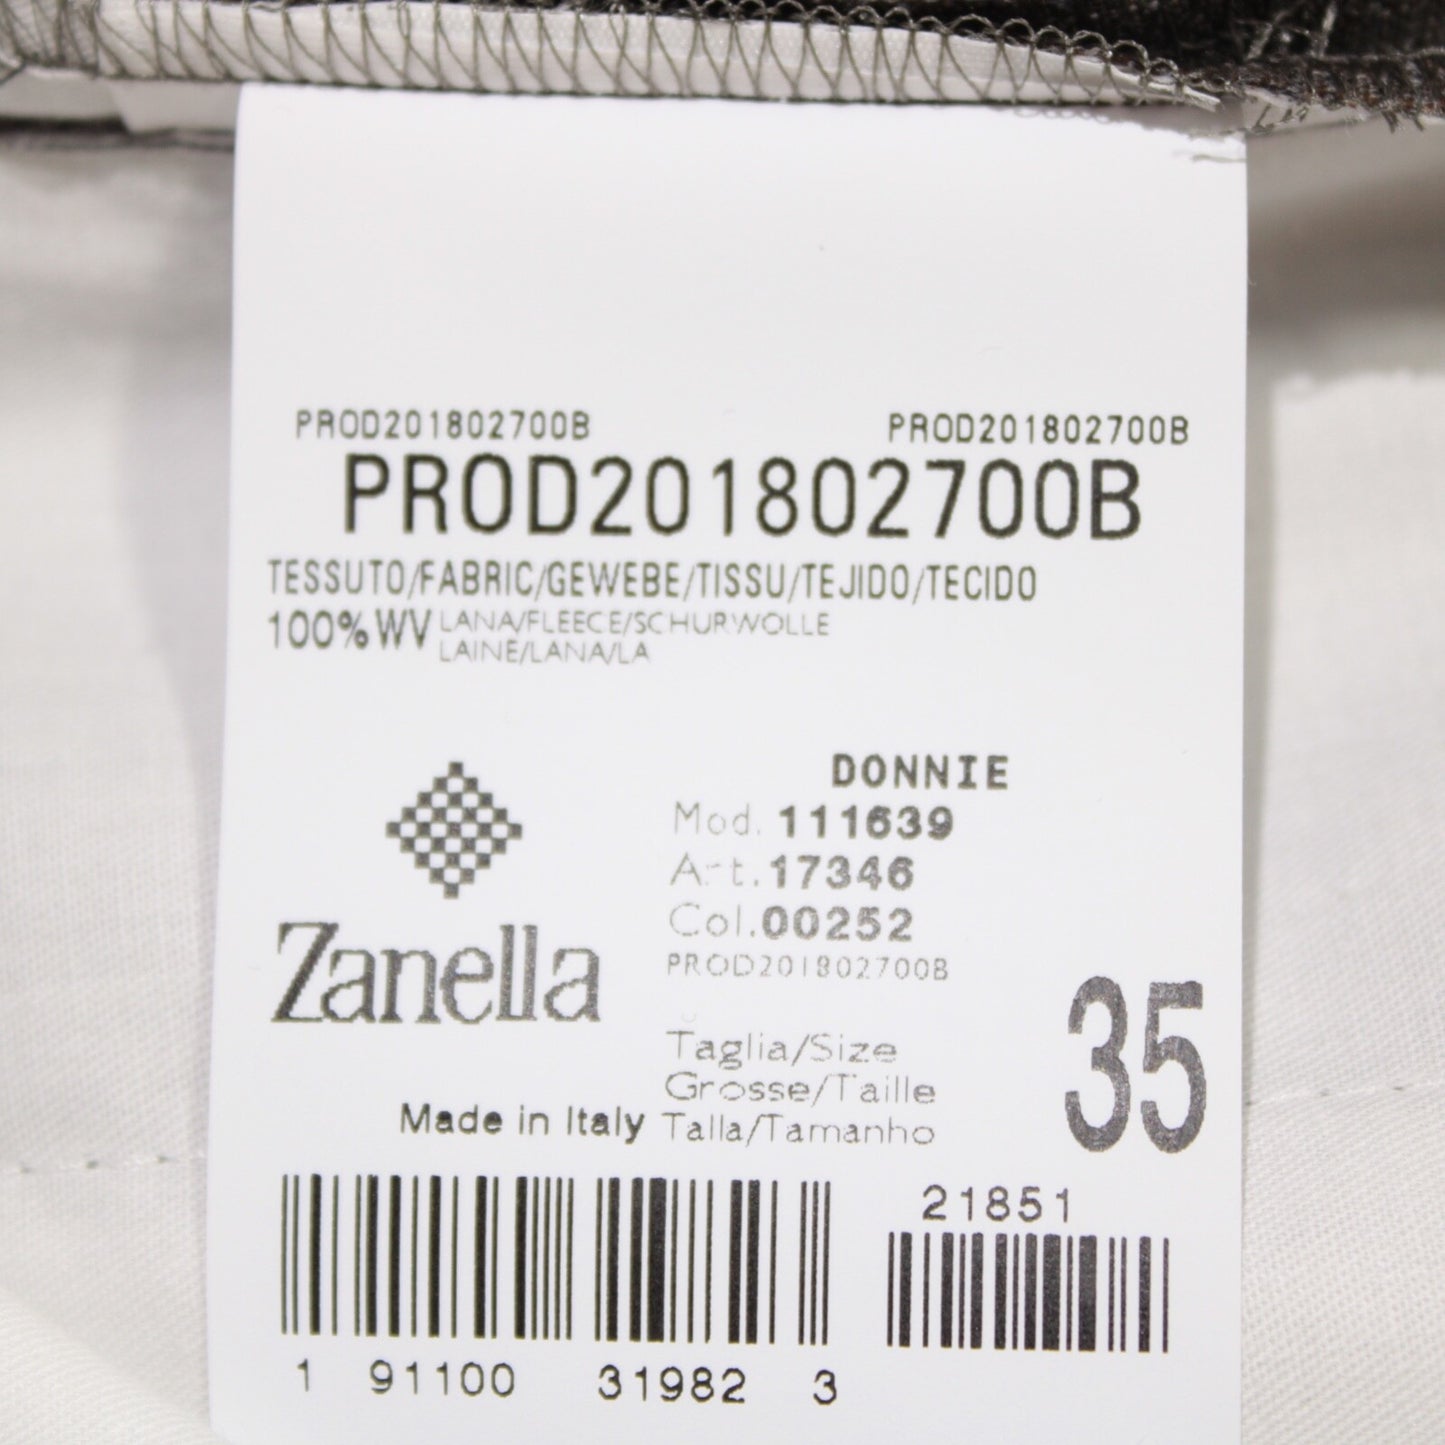 PROD201802700B PROD201802700B
PROD201802700B
TESSUTO/FABRIC/GEWEBE/TISSU/TEJIDO/TECIDO
100% WV LANA/FLEECE/SCHURWOLLE
LAINE/LANA/LA
DONNIE
Mod. 111639
Art. 17346
Col. 00252
PROD201802700B
Zanella
Taglia/Size
Grosse/Taille
Talla/Tamanho
35
Made in Italy
21851
1 91100 31982 3